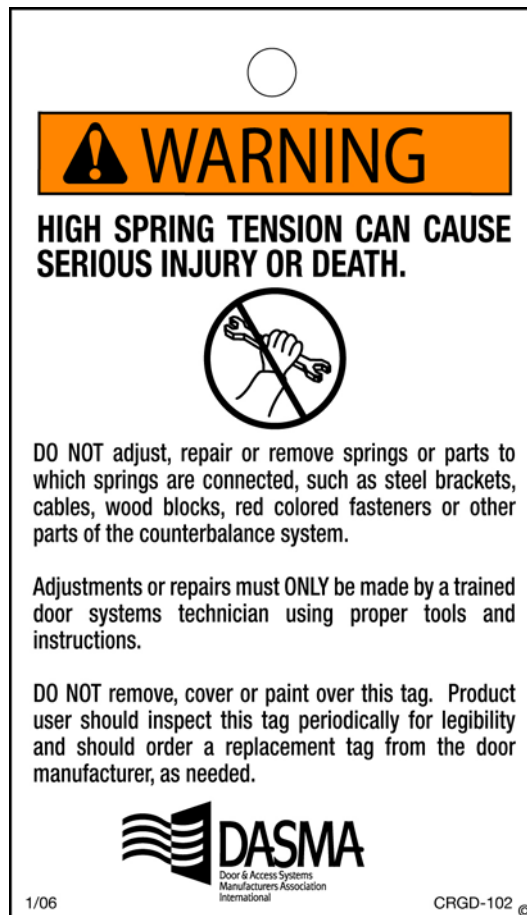 WARNING
HIGH SPRING TENSION CAN CAUSE
SERIOUS INJURY OR DEATH.
DO NOT adjust, repair or remove springs or parts to
which springs are connected, such as steel brackets,
cables, wood blocks, red colored fasteners or other
parts of the counterbalance system.
Adjustments or repairs must ONLY be made by a trained
door systems technician using proper tools and
instructions.
DO NOT remove, cover or paint over this tag.  Product
user should inspect this tag periodically for legibility
and should order a replacement tag from the door
manufacturer, as needed.
DASMA
Door & Access Systems
Manufacturers Association
International
1/06
CRGD-102 ©